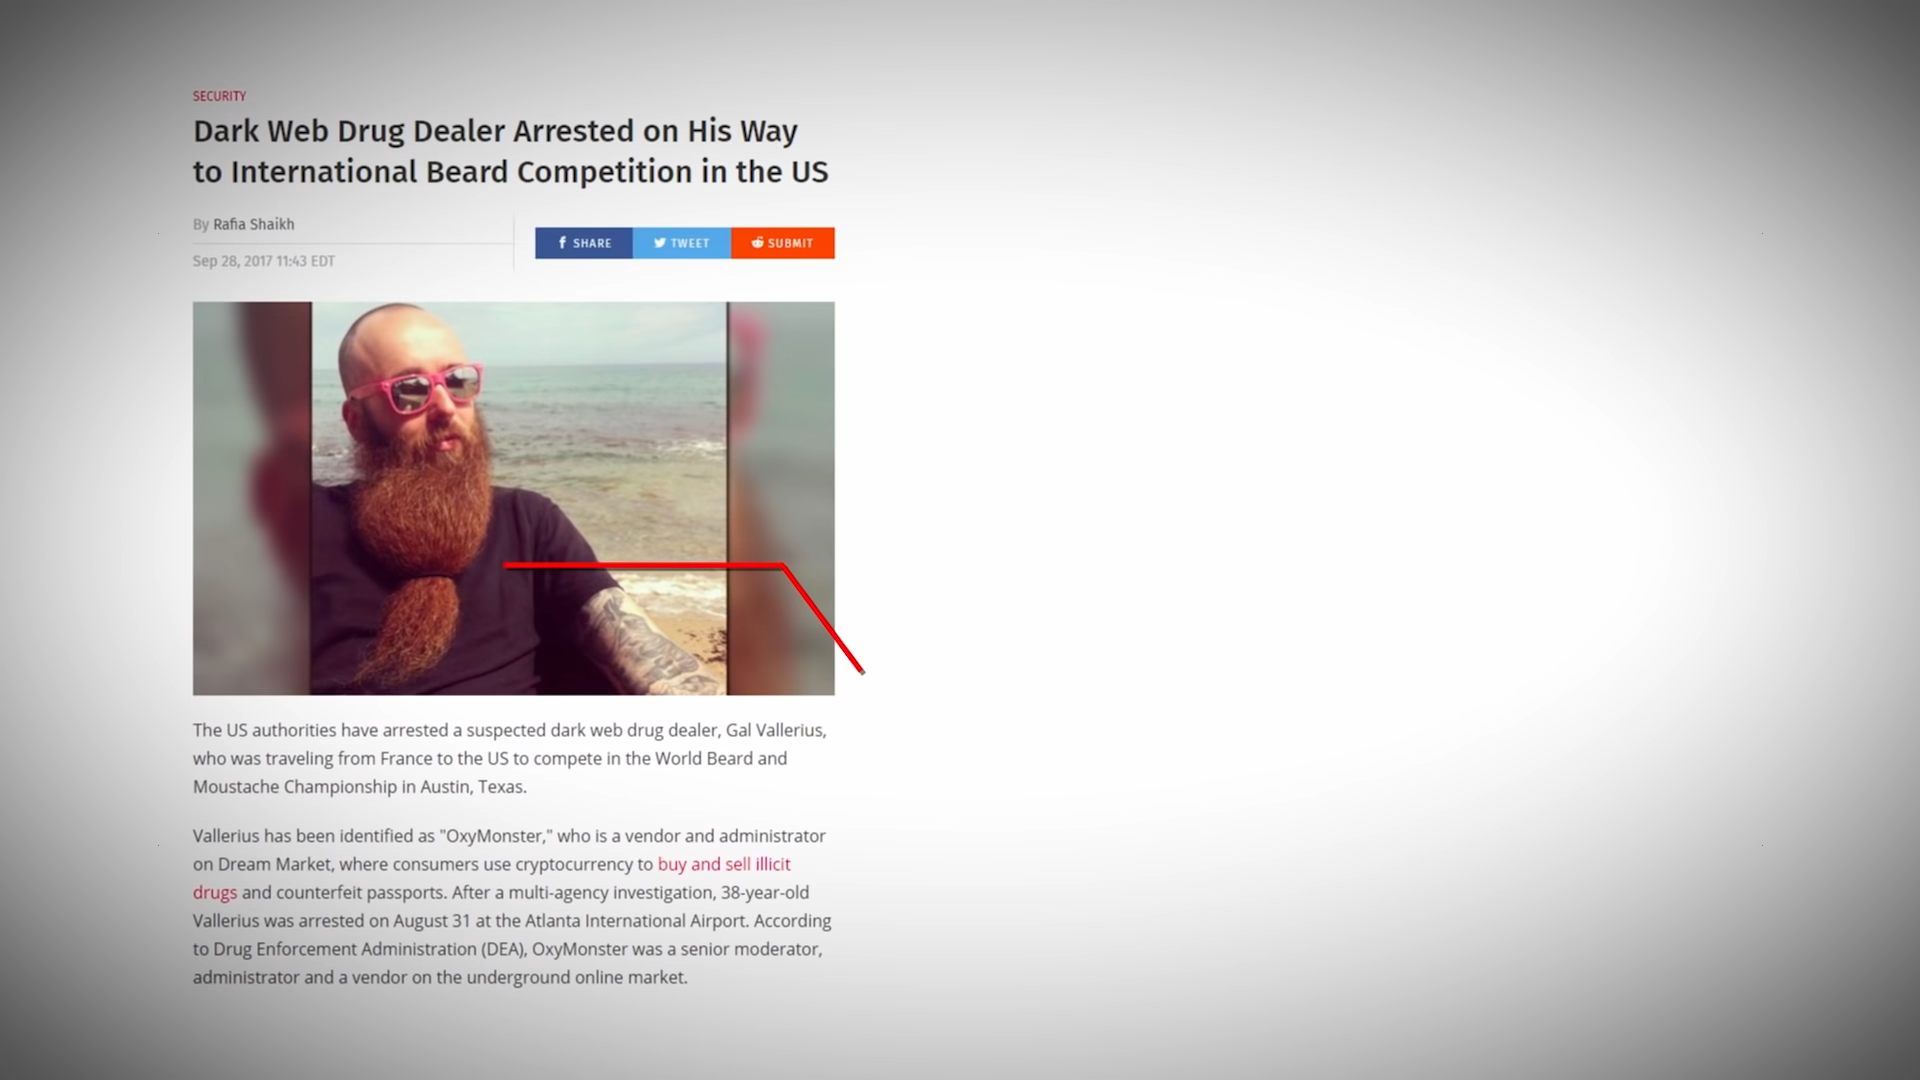 SECURITY
Dark Web Drug Dealer Arrested on His Way
to International Beard Competition in the US
By Rafia Shaikh
SHARE TWEET SUBMIT
Sep 28, 2017 11:43 EDT
The US authorities have arrested a suspected dark web drug dealer, Gal Vallerius,
who was traveling from France to the US to compete in the World Beard and
Moustache Championship in Austin, Texas.
Vallerius has been identified as "OxyMonster," who is a vendor and administrator
on Dream Market, where consumers use cryptocurrency to buy and sell illicit
drugs and counterfeit passports. After a multi-agency investigation, 38-year-old
Vallerius was arrested on August 31 at the Atlanta International Airport. According
to Drug Enforcement Administration (DEA), OxyMonster was a senior moderator,
administrator and a vendor on the underground online market.